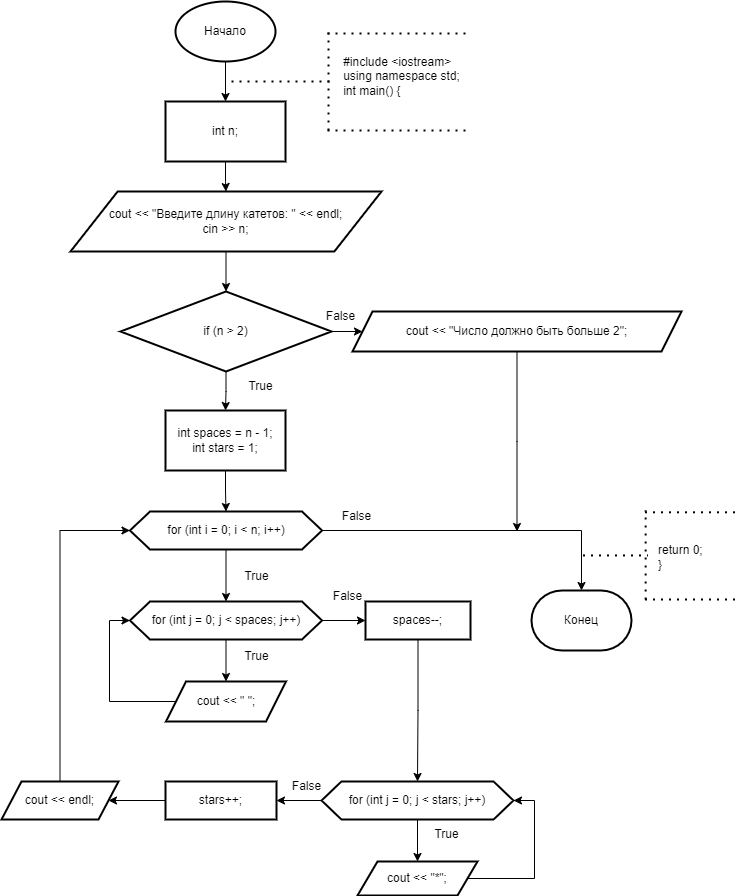 Начало
#include <iostream>
using namespace std;
int main() {
int n;
cout << "Введите длину катетов: " << endl;
cin >> n;
if (n > 2)
False
cout << "Число должно быть больше 2";
True
int spaces = n - 1;
int stars = 1;
for (int i = 0; i < n; i++)
False
return 0;
}
True
for (int j = 0; j < spaces; j++)
False
spaces--;
Конец
True
cout << " ";
cout << endl;
stars++;
False
for (int j = 0; j < stars; j++)
True
cout << "*";